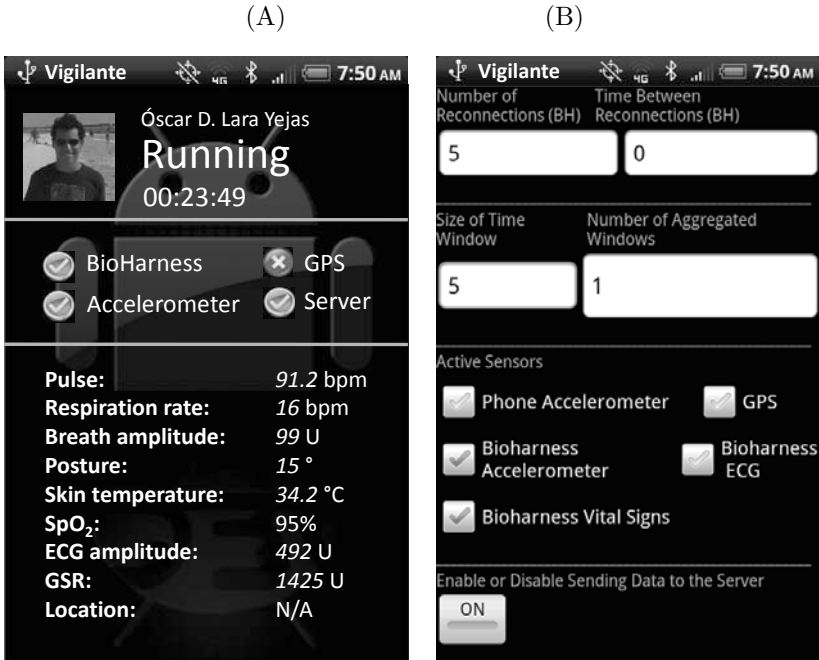 (A)
(B)
Vigilante 4G 7:50 AM
Óscar D. Lara Yejas
Running
00:23:49
BioHarness GPS
Accelerometer Server
Pulse: 91.2 bpm
Respiration rate: 16 bpm
Breath amplitude: 99 U
Posture: 15 °
Skin temperature: 34.2 °C
SpO₂: 95%
ECG amplitude: 492 U
GSR: 1425 U
Location: N/A
Vigilante 4G 7:50 AM
Number of
Reconnections (BH)
Time Between
Reconnections (BH)
5 0
Size of Time
Window
Number of Aggregated
Windows
5 1
Active Sensors
Phone Accelerometer GPS
Bioharness
Accelerometer
Bioharness
ECG
Bioharness Vital Signs
Enable or Disable Sending Data to the Server
ON